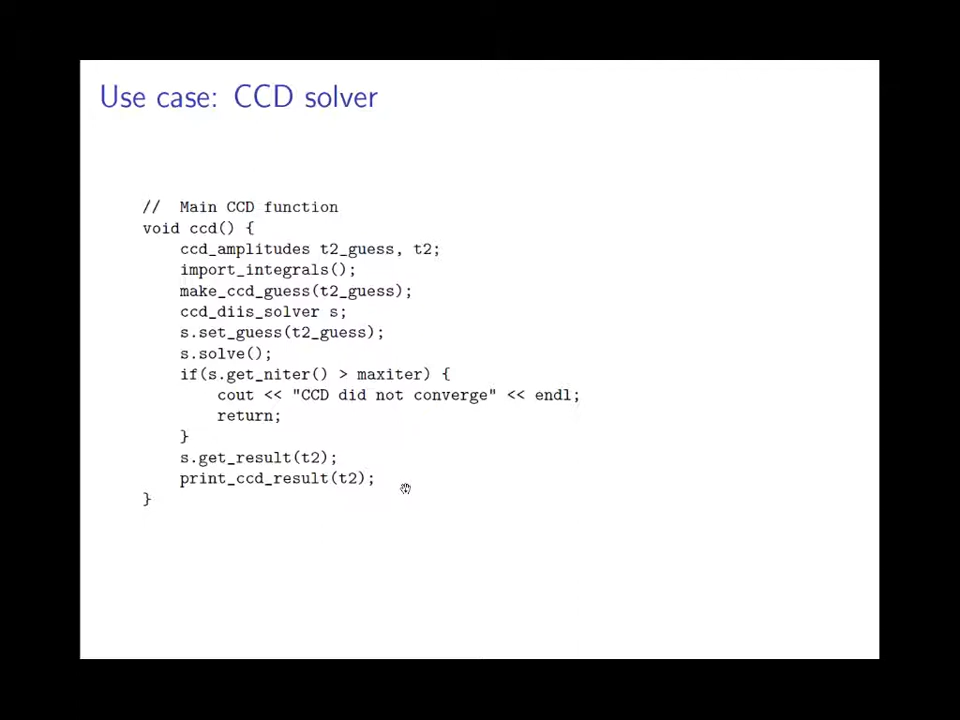 Use case: CCD solver
// Main CCD function
void ccd() {
ccd_amplitudes t2_guess, t2;
import_integrals();
make_ccd_guess(t2_guess);
ccd_diis_solver s;
s.set_guess(t2_guess);
s.solve();
if(s.get_niter() > maxiter) {
cout << "CCD did not converge" << endl;
return;
}
s.get_result(t2);
print_ccd_result(t2);
}